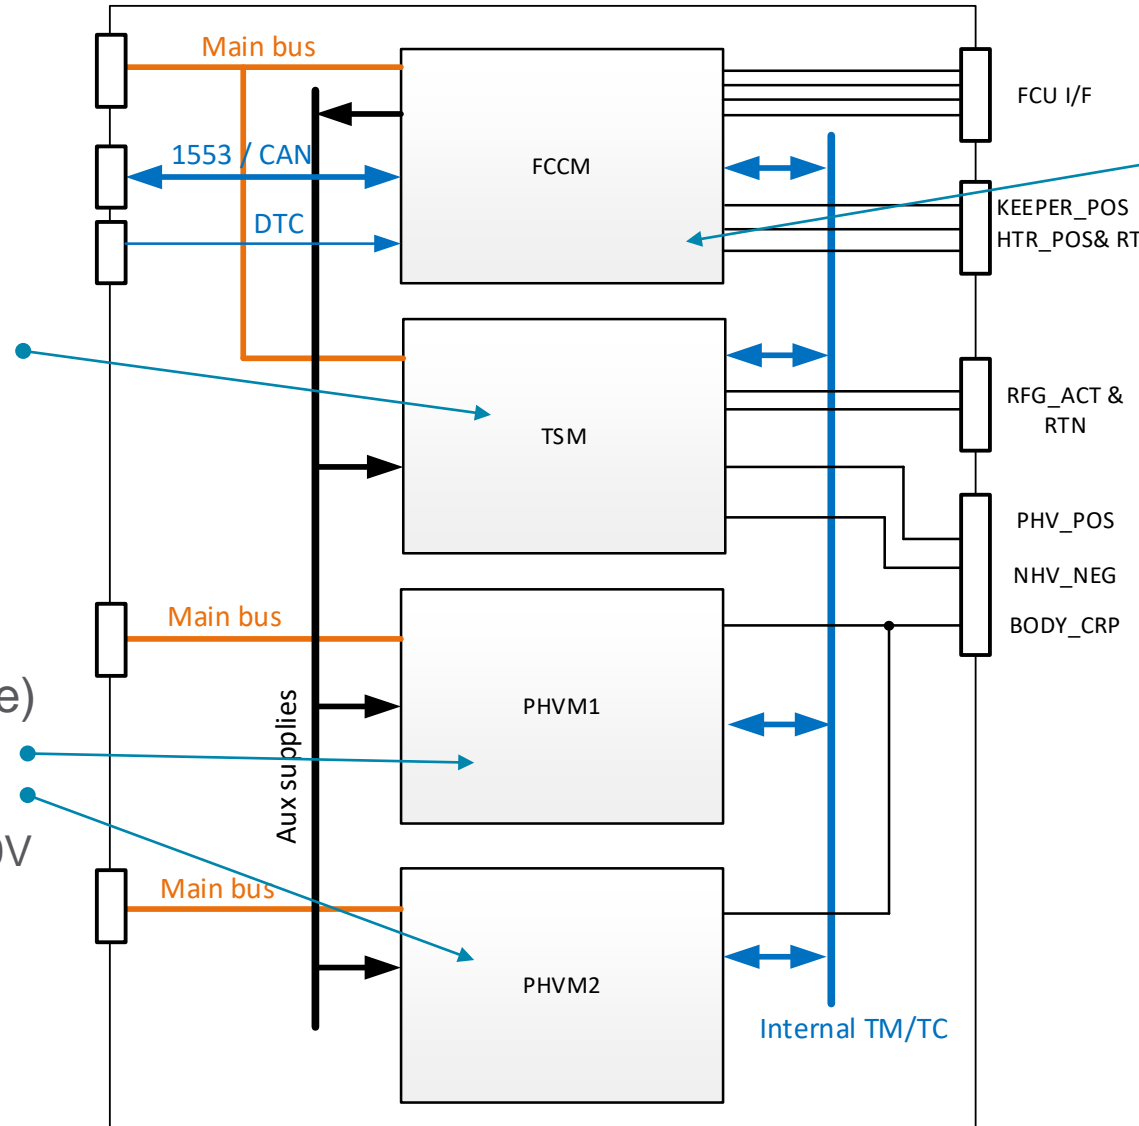 Main bus
1553 / CAN
DTC
FCCM
FCU I/F
KEEPER_POS
HTR_POS& RT
TSM
RFG_ACT &
RTN
PHV_POS
NHV_NEG
BODY_CRP
Main bus
PHVM1
e)
Aux supplies
0V
Main bus
PHVM2
Internal TM/TC